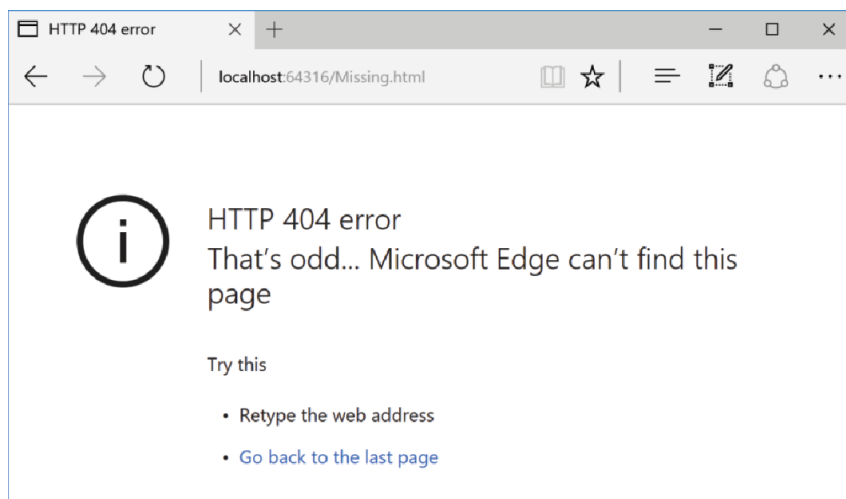 HTTP 404 error
localhost:64316/Missing.html
HTTP 404 error
That's odd... Microsoft Edge can't find this
page
Try this
• Retype the web address
• Go back to the last page